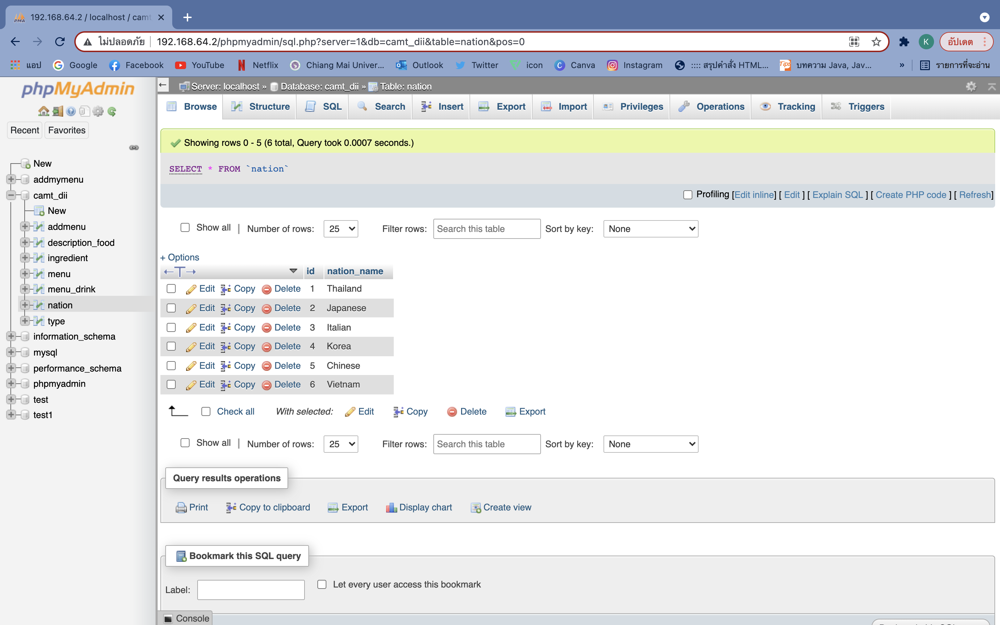 192.168.64.2 / localhost / camt
ไม่ปลอดภัย 192.168.64.2/phpmyadmin/sql.php?server=1&db=camt_dii&table=nation&pos=0
K อัปเดต
แอป Google Facebook YouTube Netflix Chiang Mai Univer... Outlook Twitter icon Canva Instagram :::: สรุปคำสั่ง HTML... Tips บทความ Java, Jav... » รายการที่จะอ่าน
phpMyAdmin
Recent Favorites
New
addmymenu
camt_dii
New
addmenu
description_food
ingredient
menu
menu_drink
nation
type
information_schema
mysql
performance_schema
phpmyadmin
test
test1
Server: localhost » Database: camt_dii » Table: nation
Browse Structure SQL Search Insert Export Import Privileges Operations Tracking Triggers
Showing rows 0 - 5 (6 total, Query took 0.0007 seconds.)
SELECT * FROM `nation`
Profiling [Edit inline] [ Edit ] [ Explain SQL ] [ Create PHP code ] [ Refresh]
Show all | Number of rows: 25 Filter rows: Search this table Sort by key: None
+ Options
←T→ id nation_name
Edit Copy Delete 1 Thailand
Edit Copy Delete 2 Japanese
Edit Copy Delete 3 Italian
Edit Copy Delete 4 Korea
Edit Copy Delete 5 Chinese
Edit Copy Delete 6 Vietnam
Check all With selected: Edit Copy Delete Export
Show all | Number of rows: 25 Filter rows: Search this table Sort by key: None
Query results operations
Print Copy to clipboard Export Display chart Create view
Bookmark this SQL query
Label: Let every user access this bookmark
Console